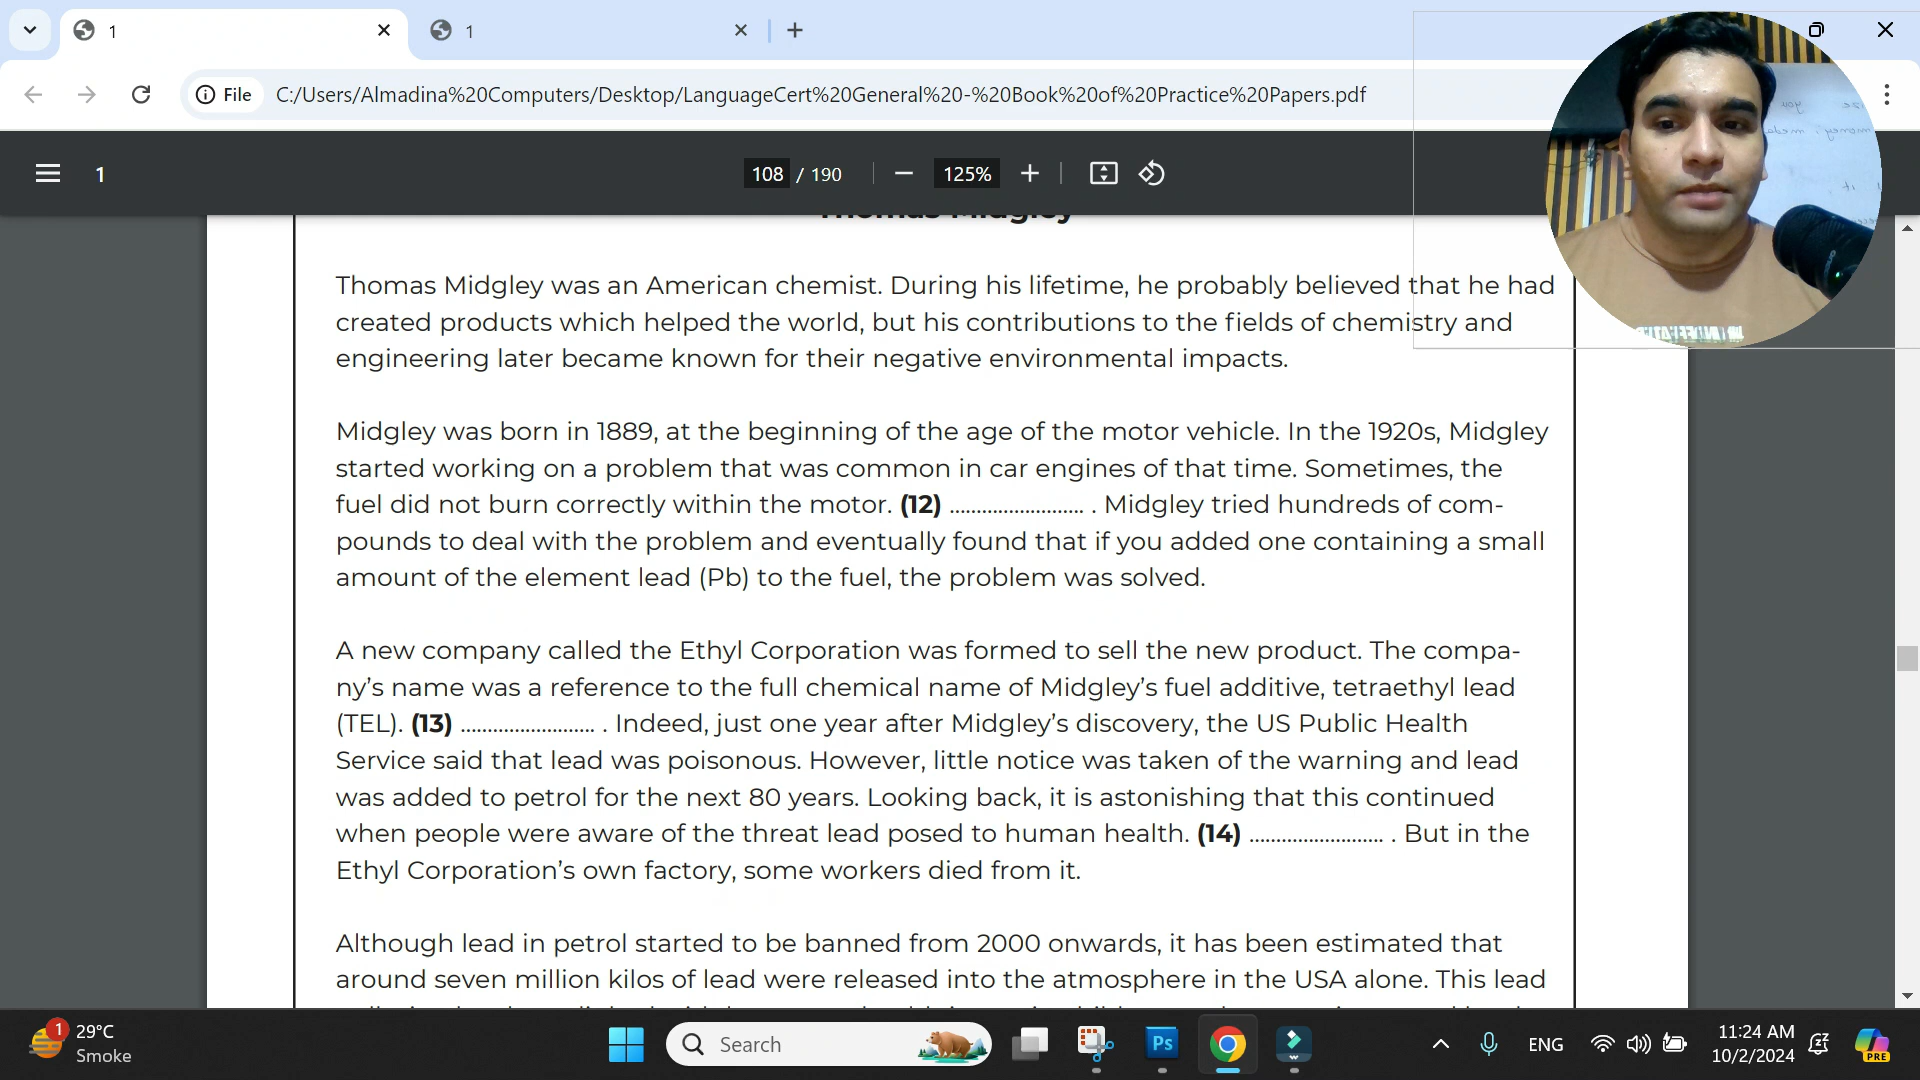 1
1
File
C:/Users/Almadina%20Computers/Desktop/LanguageCert%20General%20-%20Book%20of%20Practice%20Papers.pdf
1
108 / 190
125%
Thomas Midgley
Thomas Midgley was an American chemist. During his lifetime, he probably believed that he had
created products which helped the world, but his contributions to the fields of chemistry and
engineering later became known for their negative environmental impacts.
Midgley was born in 1889, at the beginning of the age of the motor vehicle. In the 1920s, Midgley
started working on a problem that was common in car engines of that time. Sometimes, the
fuel did not burn correctly within the motor. (12) ......................... . Midgley tried hundreds of com-
pounds to deal with the problem and eventually found that if you added one containing a small
amount of the element lead (Pb) to the fuel, the problem was solved.
A new company called the Ethyl Corporation was formed to sell the new product. The compa-
ny’s name was a reference to the full chemical name of Midgley’s fuel additive, tetraethyl lead
(TEL). (13) ......................... . Indeed, just one year after Midgley’s discovery, the US Public Health
Service said that lead was poisonous. However, little notice was taken of the warning and lead
was added to petrol for the next 80 years. Looking back, it is astonishing that this continued
when people were aware of the threat lead posed to human health. (14) ......................... . But in the
Ethyl Corporation’s own factory, some workers died from it.
Although lead in petrol started to be banned from 2000 onwards, it has been estimated that
around seven million kilos of lead were released into the atmosphere in the USA alone. This lead
1
29°C
Smoke
Search
Ps
ENG
11:24 AM
10/2/2024
PRE